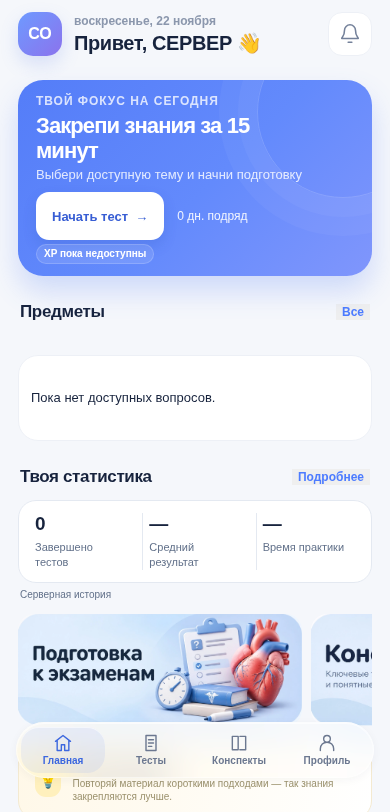 CO
воскресенье, 22 ноября
Привет, СЕРВЕР 👋
ТВОЙ ФОКУС НА СЕГОДНЯ
Закрепи знания за 15
минут
Выбери доступную тему и начни подготовку
Начать тест →
0 дн. подряд
XP пока недоступны
Предметы
Все
Пока нет доступных вопросов.
Твоя статистика
Подробнее
0
Завершено
тестов
—
Средний
результат
—
Время практики
Серверная история
Подготовка
к экзаменам
Ключевые
и понятные
Главная
Тесты
Конспекты
Профиль
Повторяй материал короткими подходами — так знания
закрепляются лучше.